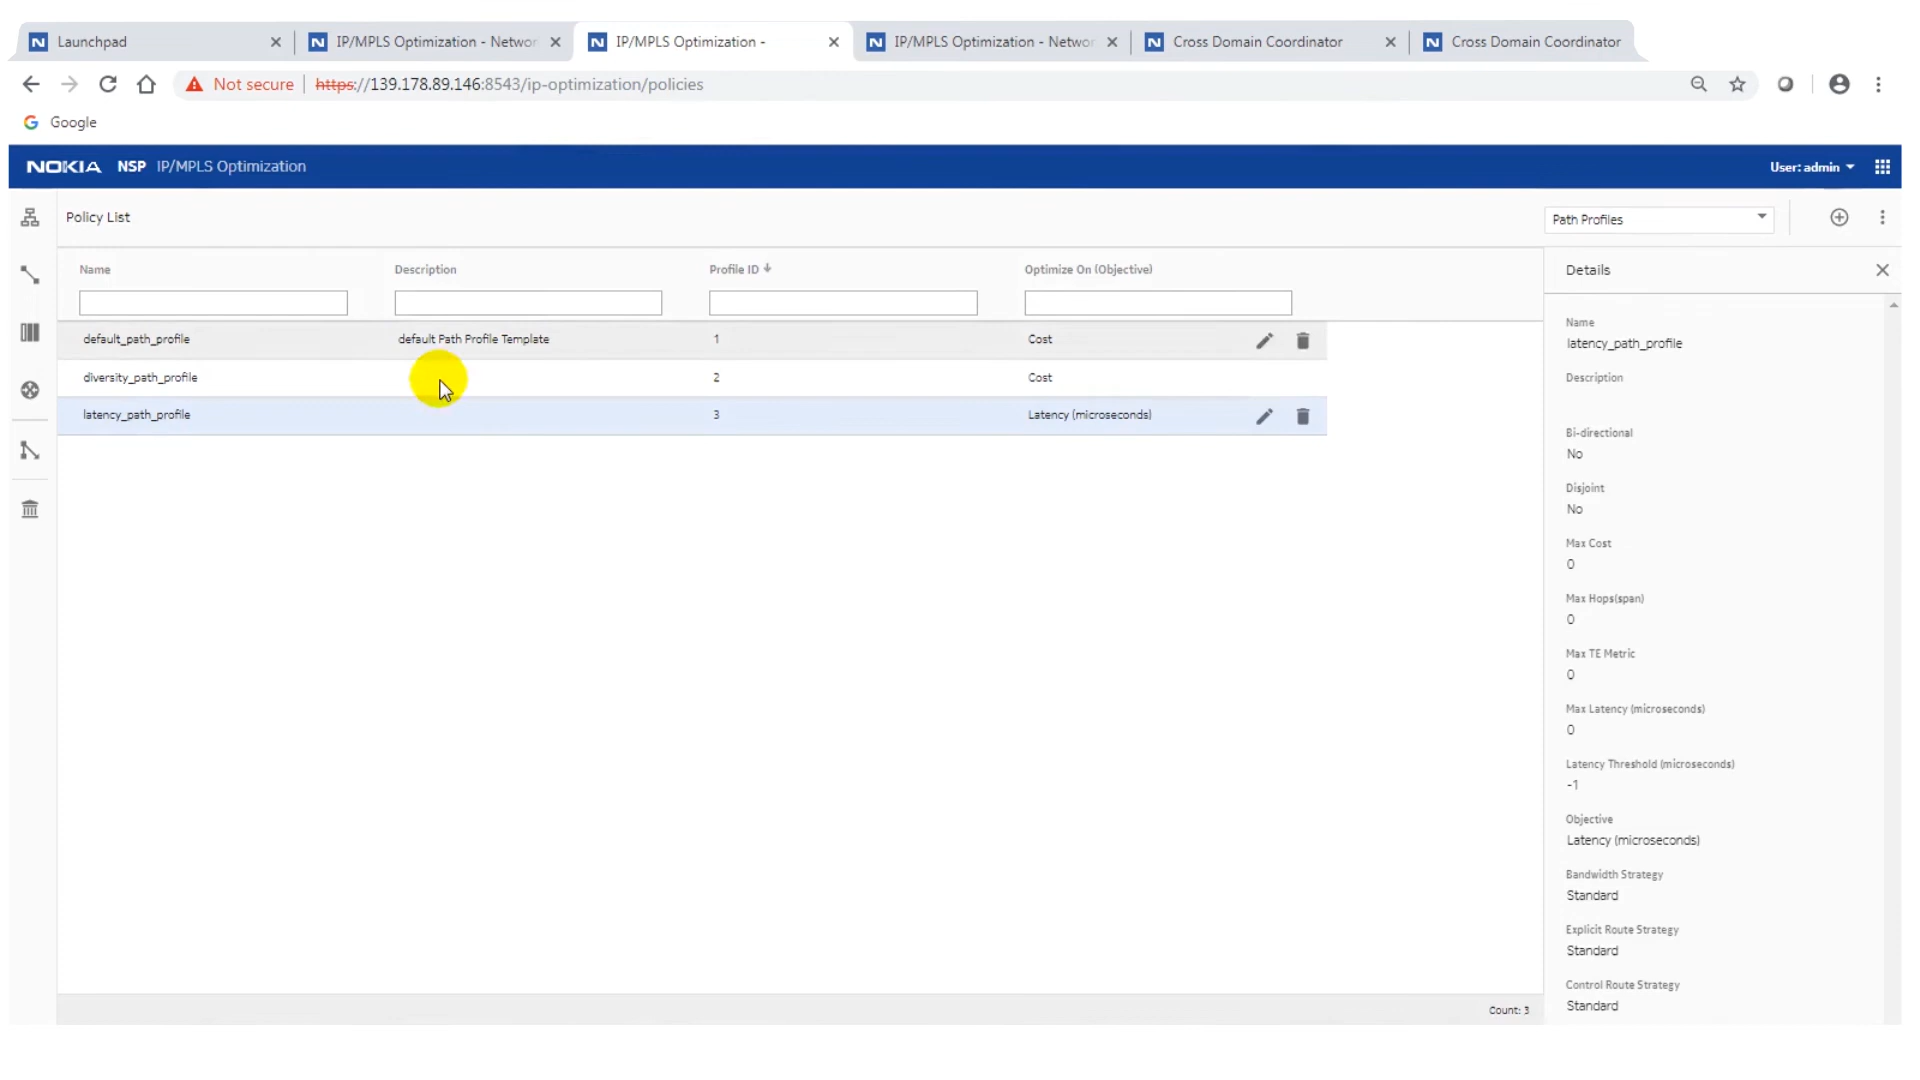 Launchpad
IP/MPLS Optimization - Networ
IP/MPLS Optimization -
IP/MPLS Optimization - Networ
Cross Domain Coordinator
Cross Domain Coordinator
Not secure https://139.178.89.146:8543/ip-optimization/policies
Google
NOKIA NSP IP/MPLS Optimization
User: admin
Policy List
Path Profiles
Name Description Profile ID Optimize On (Objective)
default_path_profile default Path Profile Template 1 Cost
diversity_path_profile 2 Cost
latency_path_profile 3 Latency (microseconds)
Count: 3
Details
Name
latency_path_profile
Description
Bi-directional
No
Disjoint
No
Max Cost
0
Max Hops(span)
0
Max TE Metric
0
Max Latency (microseconds)
0
Latency Threshold (microseconds)
-1
Objective
Latency (microseconds)
Bandwidth Strategy
Standard
Explicit Route Strategy
Standard
Control Route Strategy
Standard